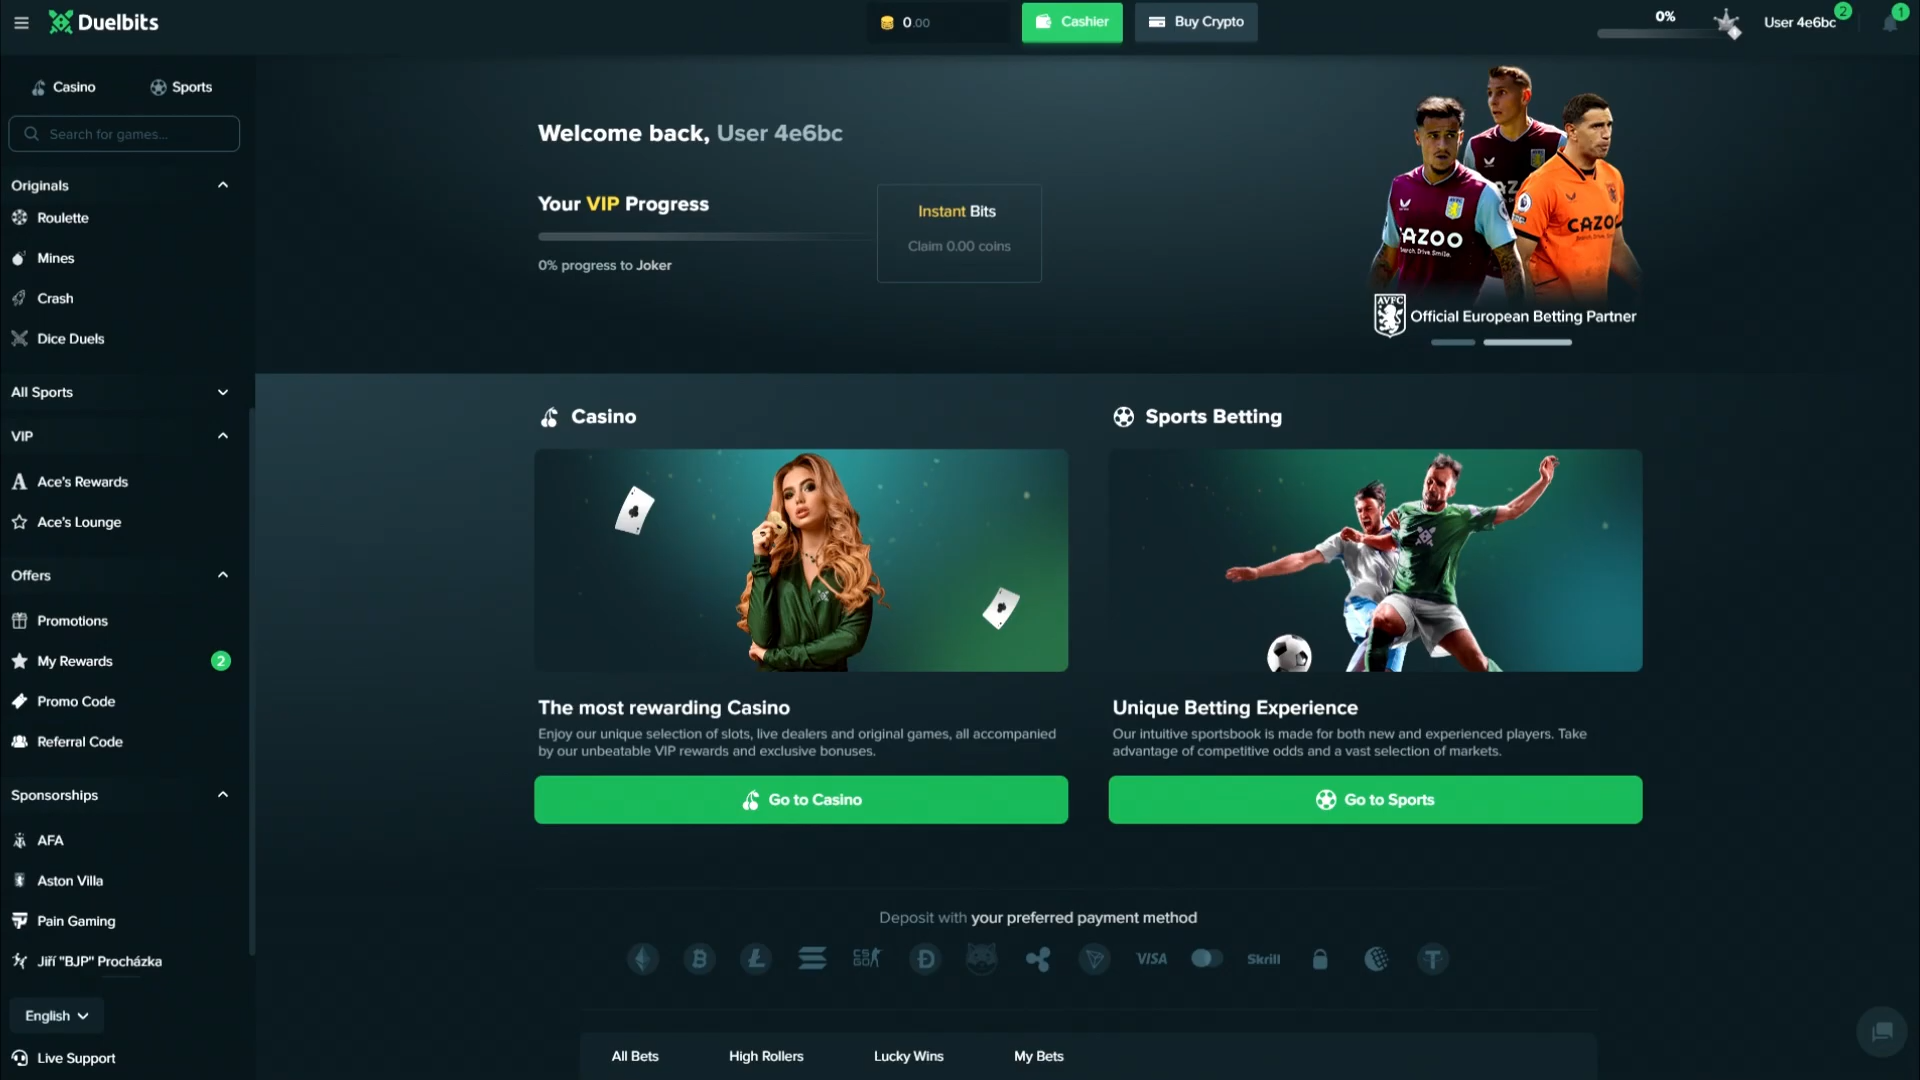 Duelbits
0.00
Cashier
Buy Crypto
0%
User 4e6bc
2
1
Casino
Sports
Search for games...
Originals
Roulette
Mines
Crash
Dice Duels
All Sports
VIP
Ace's Rewards
Ace's Lounge
Offers
Promotions
My Rewards
2
Promo Code
Referral Code
Sponsorships
AFA
Aston Villa
Pain Gaming
Jiří "BJP" Procházka
English
Live Support
Welcome back, User 4e6bc
Your VIP Progress
0% progress to Joker
Instant Bits
Claim 0.00 coins
CAZOO
CAZOO
AVFC
Official European Betting Partner
Casino
The most rewarding Casino
Enjoy our unique selection of slots, live dealers and original games, all accompanied
by our unbeatable VIP rewards and exclusive bonuses.
Go to Casino
Sports Betting
Unique Betting Experience
Our intuitive sportsbook is made for both new and experienced players. Take
advantage of competitive odds and a vast selection of markets.
Go to Sports
Deposit with your preferred payment method
CS GO
VISA
Skrill
All Bets
High Rollers
Lucky Wins
My Bets